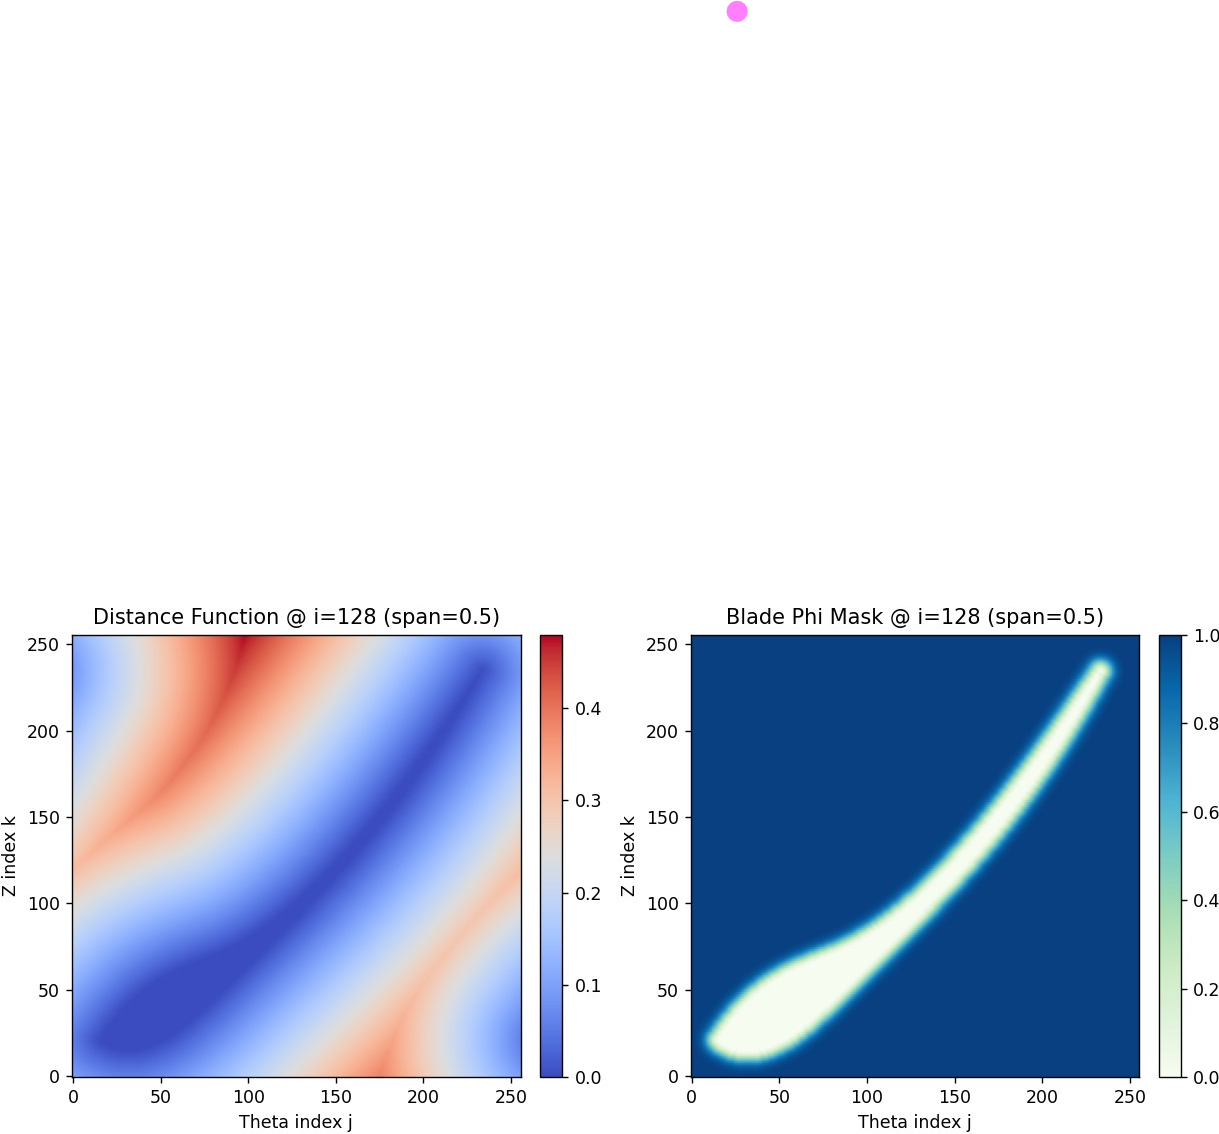 Distance Function @ i=128 (span=0.5)
250
200
150
100
50
0
Z index k
0 50 100 150 200 250
Theta index j
0.4
0.3
0.2
0.1
0.0
Blade Phi Mask @ i=128 (span=0.5)
250
200
150
100
50
0
Z index k
0 50 100 150 200 250
Theta index j
1.0
0.8
0.6
0.4
0.2
0.0